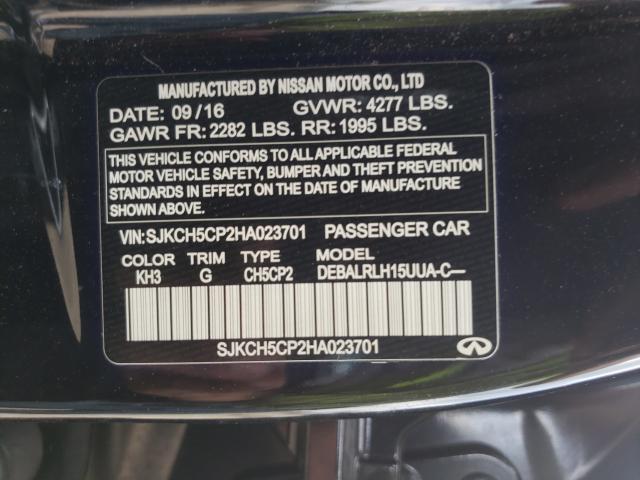 MANUFACTURED BY NISSAN MOTOR CO., LTD
DATE: 09/16 GVWR: 4277 LBS.
GAWR FR: 2282 LBS. RR: 1995 LBS.
THIS VEHICLE CONFORMS TO ALL APPLICABLE FEDERAL
MOTOR VEHICLE SAFETY, BUMPER AND THEFT PREVENTION
STANDARDS IN EFFECT ON THE DATE OF MANUFACTURE
SHOWN ABOVE.
VIN:SJKCH5CP2HA023701 PASSENGER CAR
COLOR TRIM TYPE MODEL
KH3 G CH5CP2 DEBALRLH15UUA-C—
SJKCH5CP2HA023701